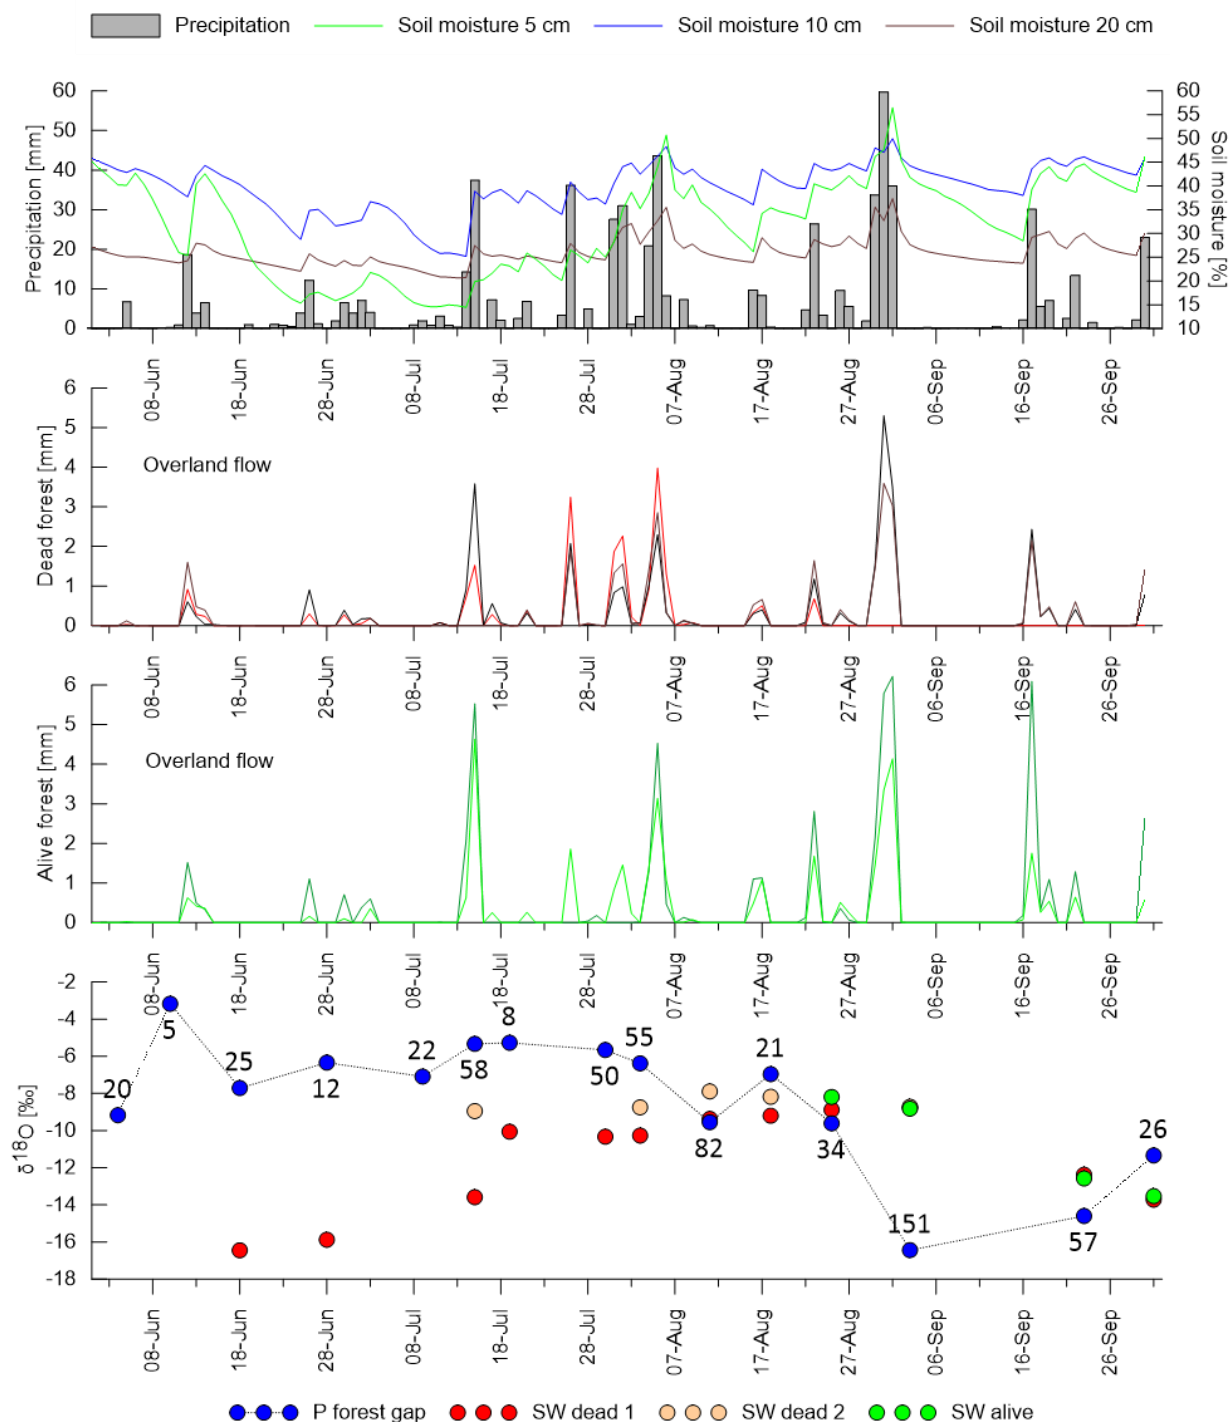 Precipitation Soil moisture 5 cm Soil moisture 10 cm Soil moisture 20 cm
60 60
55
50 50
45
40 40
35
30 30
25
20 20
15
10
0 10
Precipitation [mm]
Soil moisture [%]
08-Jun 18-Jun 28-Jun 08-Jul 18-Jul 28-Jul 07-Aug 17-Aug 27-Aug 06-Sep 16-Sep 26-Sep
6
5
4
3
2
1
0
Dead forest [mm]
Overland flow
08-Jun 18-Jun 28-Jun 08-Jul 18-Jul 28-Jul 07-Aug 17-Aug 27-Aug 06-Sep 16-Sep 26-Sep
6
5
4
3
2
1
0
Alive forest [mm]
Overland flow
08-Jun 18-Jun 28-Jun 08-Jul 18-Jul 28-Jul 07-Aug 17-Aug 27-Aug 06-Sep 16-Sep 26-Sep
-2
-4
-6
-8
-10
-12
-14
-16
-18
δ18O [‰]
20 5 25 12 22 58 8 50 55 82 21 34 151 57 26
08-Jun 18-Jun 28-Jun 08-Jul 18-Jul 28-Jul 07-Aug 17-Aug 27-Aug 06-Sep 16-Sep 26-Sep
P forest gap SW dead 1 SW dead 2 SW alive